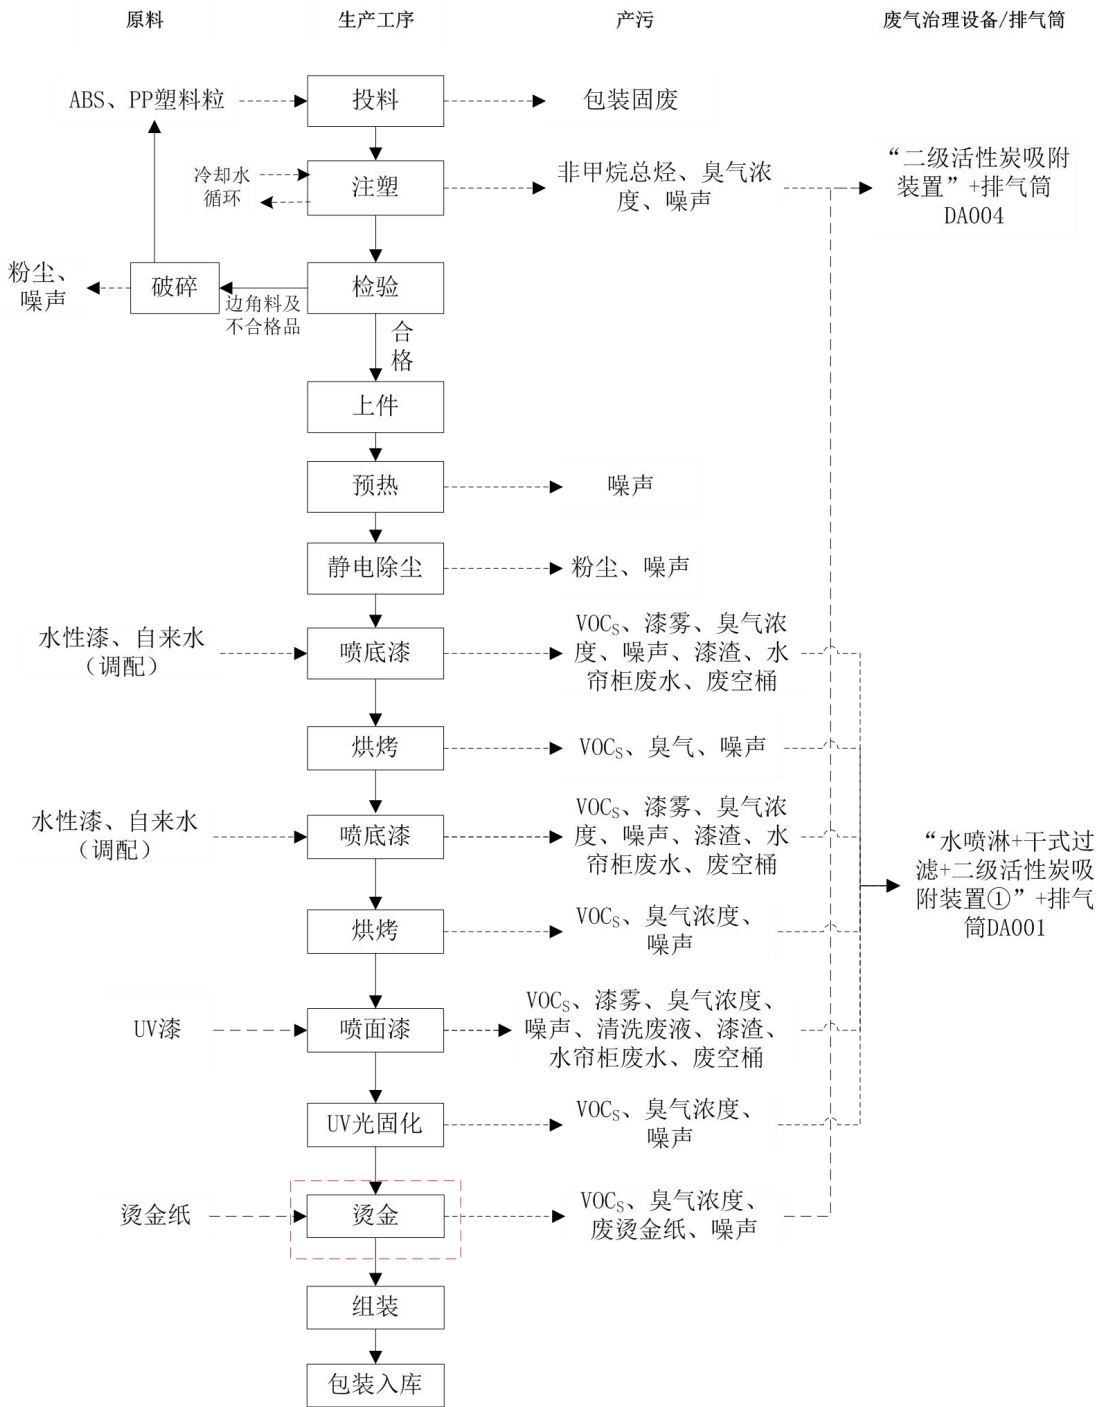 原料
生产工序
产污
废气治理设备/排气筒
ABS、PP塑料粒
投料
包装固废
冷却水
循环
注塑
非甲烷总烃、臭气浓
度、噪声
“二级活性炭吸附
装置”+排气筒
DA004
粉尘、
噪声
破碎
边角料及
不合格品
检验
合
格
上件
预热
噪声
静电除尘
粉尘、噪声
水性漆、自来水
（调配）
喷底漆
VOCS、漆雾、臭气浓
度、噪声、漆渣、水
帘柜废水、废空桶
烘烤
VOCS、臭气、噪声
水性漆、自来水
（调配）
喷底漆
VOCS、漆雾、臭气浓
度、噪声、漆渣、水
帘柜废水、废空桶
“水喷淋+干式过
滤+二级活性炭吸
附装置①”+排气
筒DA001
烘烤
VOCS、臭气浓度、
噪声
UV漆
喷面漆
VOCS、漆雾、臭气浓度、
噪声、清洗废液、漆渣、
水帘柜废水、废空桶
UV光固化
VOCS、臭气浓度、
噪声
烫金纸
烫金
VOCS、臭气浓度、
废烫金纸、噪声
组装
包装入库